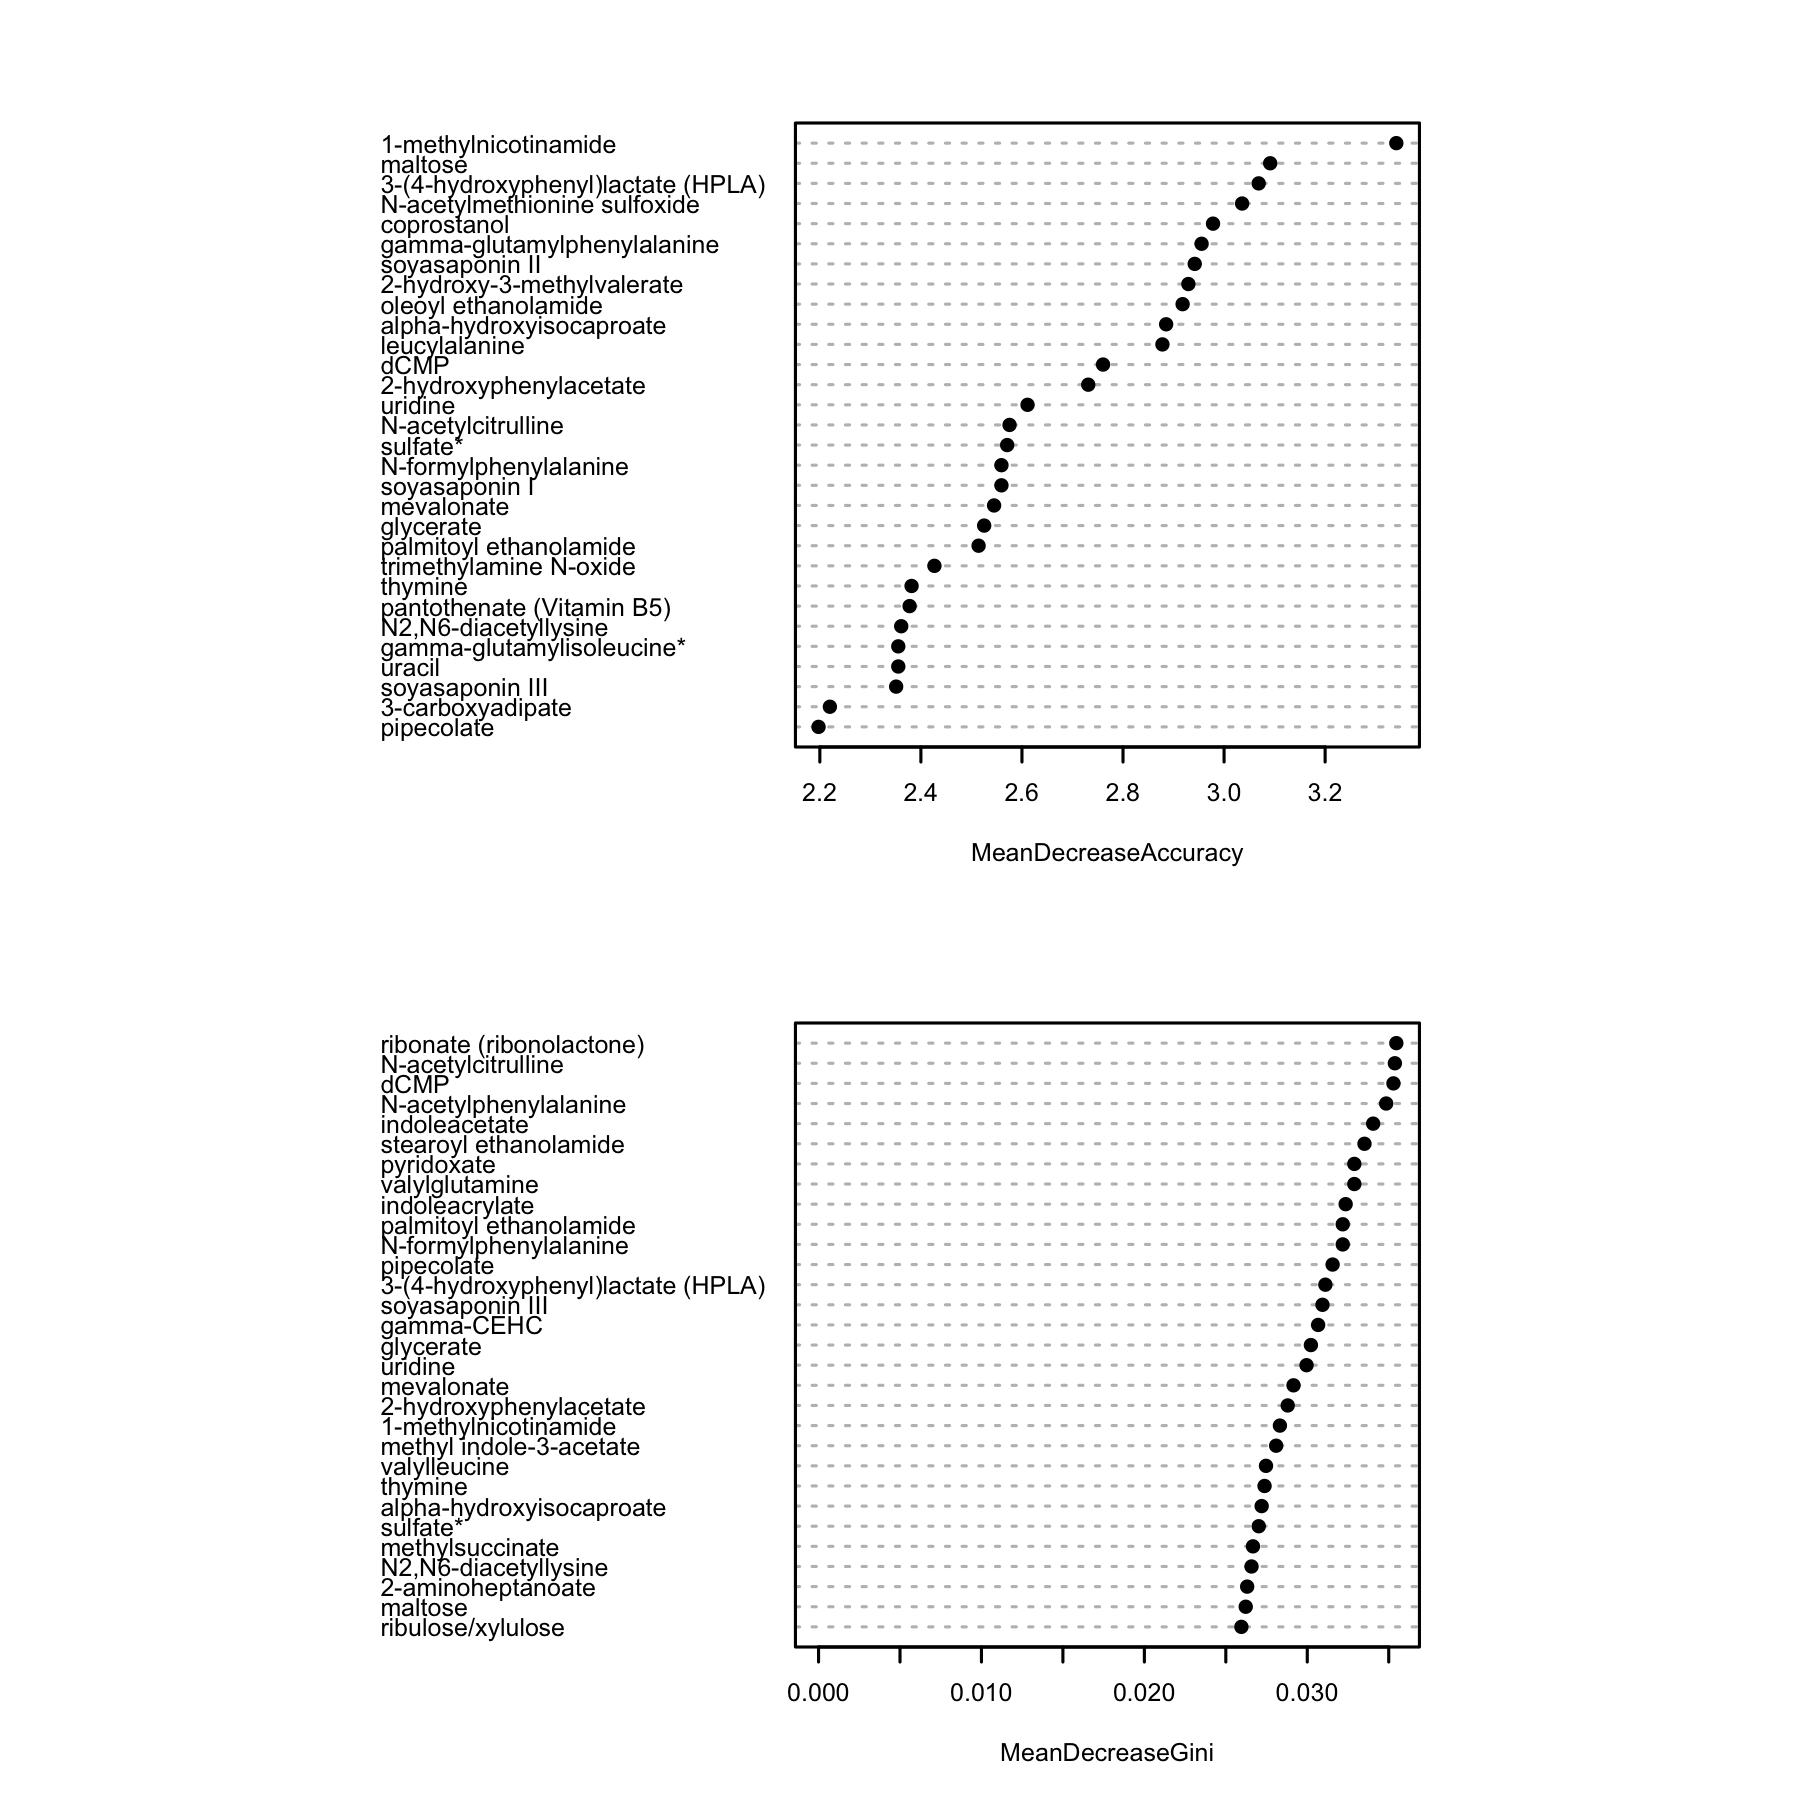 1-methylnicotinamide
maltose
3-(4-hydroxyphenyl)lactate (HPLA)
N-acetylmethionine sulfoxide
coprostanol
gamma-glutamylphenylalanine
soyasaponin II
2-hydroxy-3-methylvalerate
oleoyl ethanolamide
alpha-hydroxyisocaproate
leucylalanine
dCMP
2-hydroxyphenylacetate
uridine
N-acetylcitrulline
sulfate*
N-formylphenylalanine
soyasaponin I
mevalonate
glycerate
palmitoyl ethanolamide
trimethylamine N-oxide
thymine
pantothenate (Vitamin B5)
N2,N6-diacetyllysine
gamma-glutamylisoleucine*
uracil
soyasaponin III
3-carboxyadipate
pipecolate
2.2 2.4 2.6 2.8 3.0 3.2
MeanDecreaseAccuracy
ribonate (ribonolactone)
N-acetylcitrulline
dCMP
N-acetylphenylalanine
indoleacetate
stearoyl ethanolamide
pyridoxate
valylglutamine
indoleacrylate
palmitoyl ethanolamide
N-formylphenylalanine
pipecolate
3-(4-hydroxyphenyl)lactate (HPLA)
soyasaponin III
gamma-CEHC
glycerate
uridine
mevalonate
2-hydroxyphenylacetate
1-methylnicotinamide
methyl indole-3-acetate
valylleucine
thymine
alpha-hydroxyisocaproate
sulfate*
methylsuccinate
N2,N6-diacetyllysine
2-aminoheptanoate
maltose
ribulose/xylulose
0.000 0.010 0.020 0.030
MeanDecreaseGini